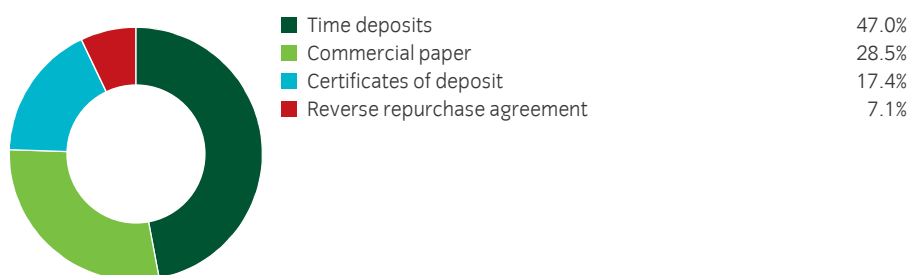 Time deposits 47.0%
Commercial paper 28.5%
Certificates of deposit 17.4%
Reverse repurchase agreement 7.1%